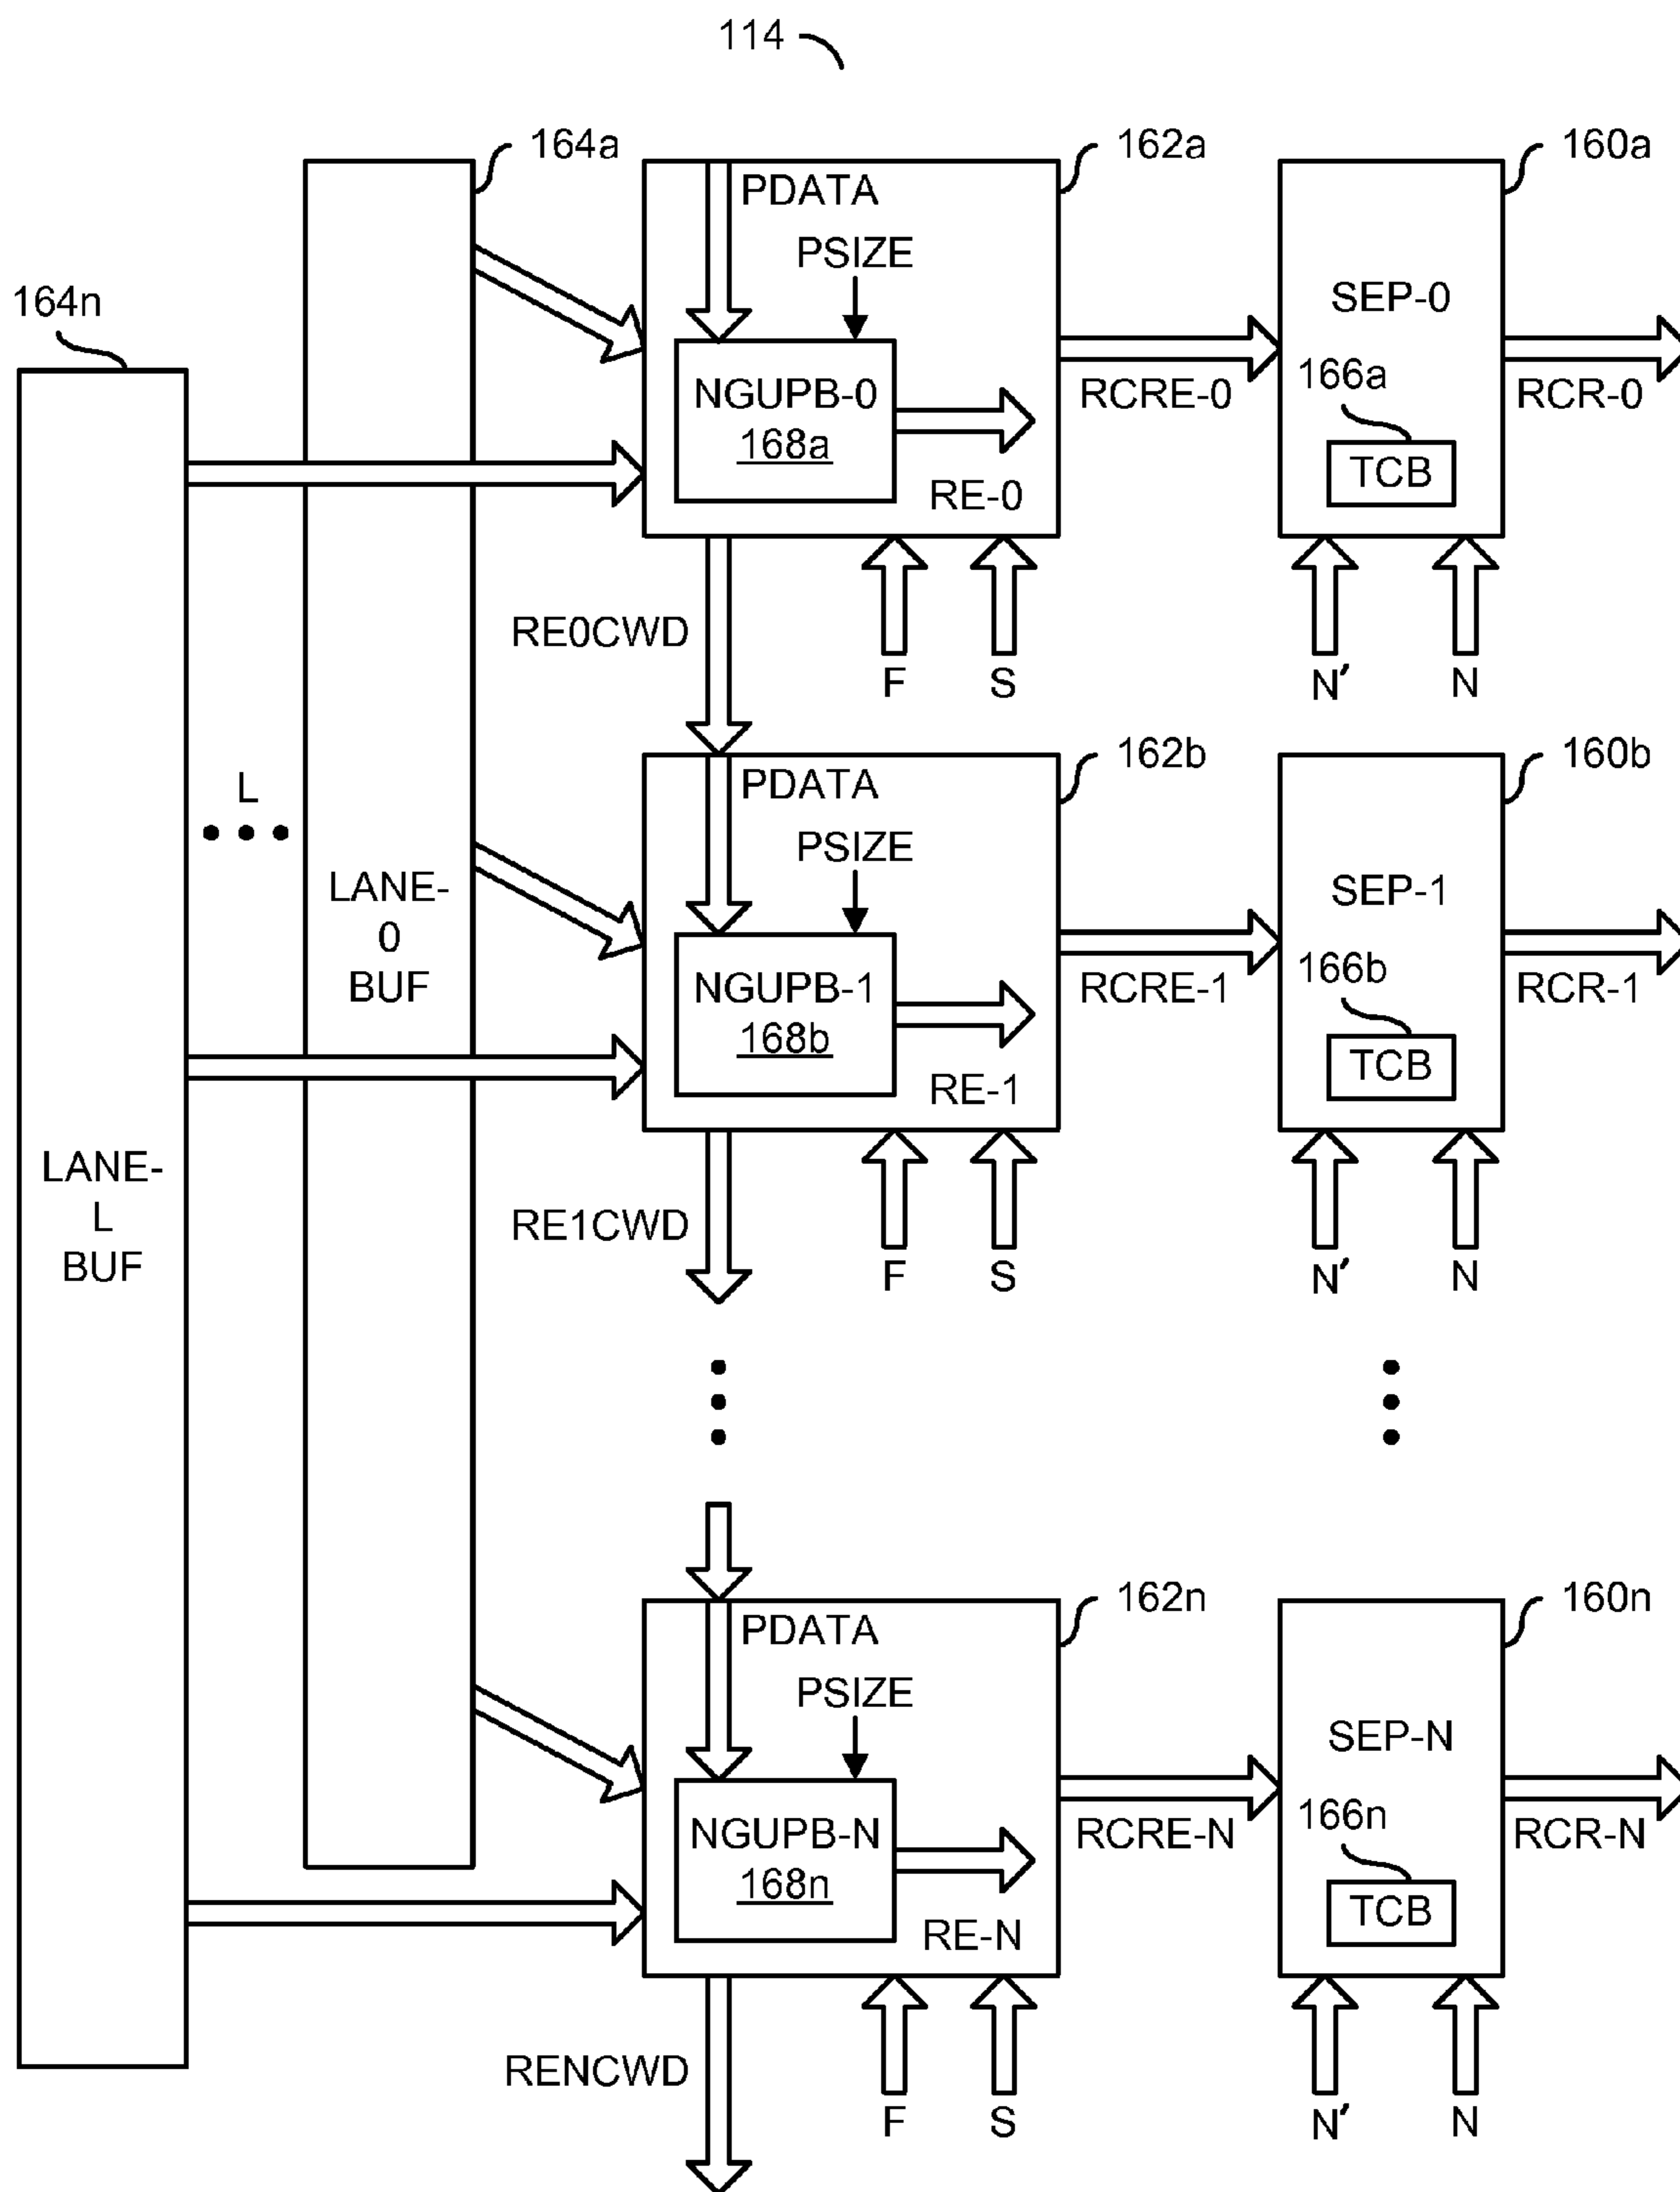 114
164a
162a
160a
PDATA
PSIZE
SEP-0
164n
NGUPB-0
168a
RE-0
RCRE-0
166a
TCB
RCR-0
RE0CWD
F
S
N′
N
162b
160b
PDATA
PSIZE
L
LANE-
0
BUF
SEP-1
NGUPB-1
168b
RE-1
RCRE-1
166b
TCB
RCR-1
LANE-
L
BUF
RE1CWD
F
S
N′
N
162n
160n
PDATA
PSIZE
SEP-N
NGUPB-N
168n
RE-N
RCRE-N
166n
TCB
RCR-N
RENCWD
F
S
N′
N